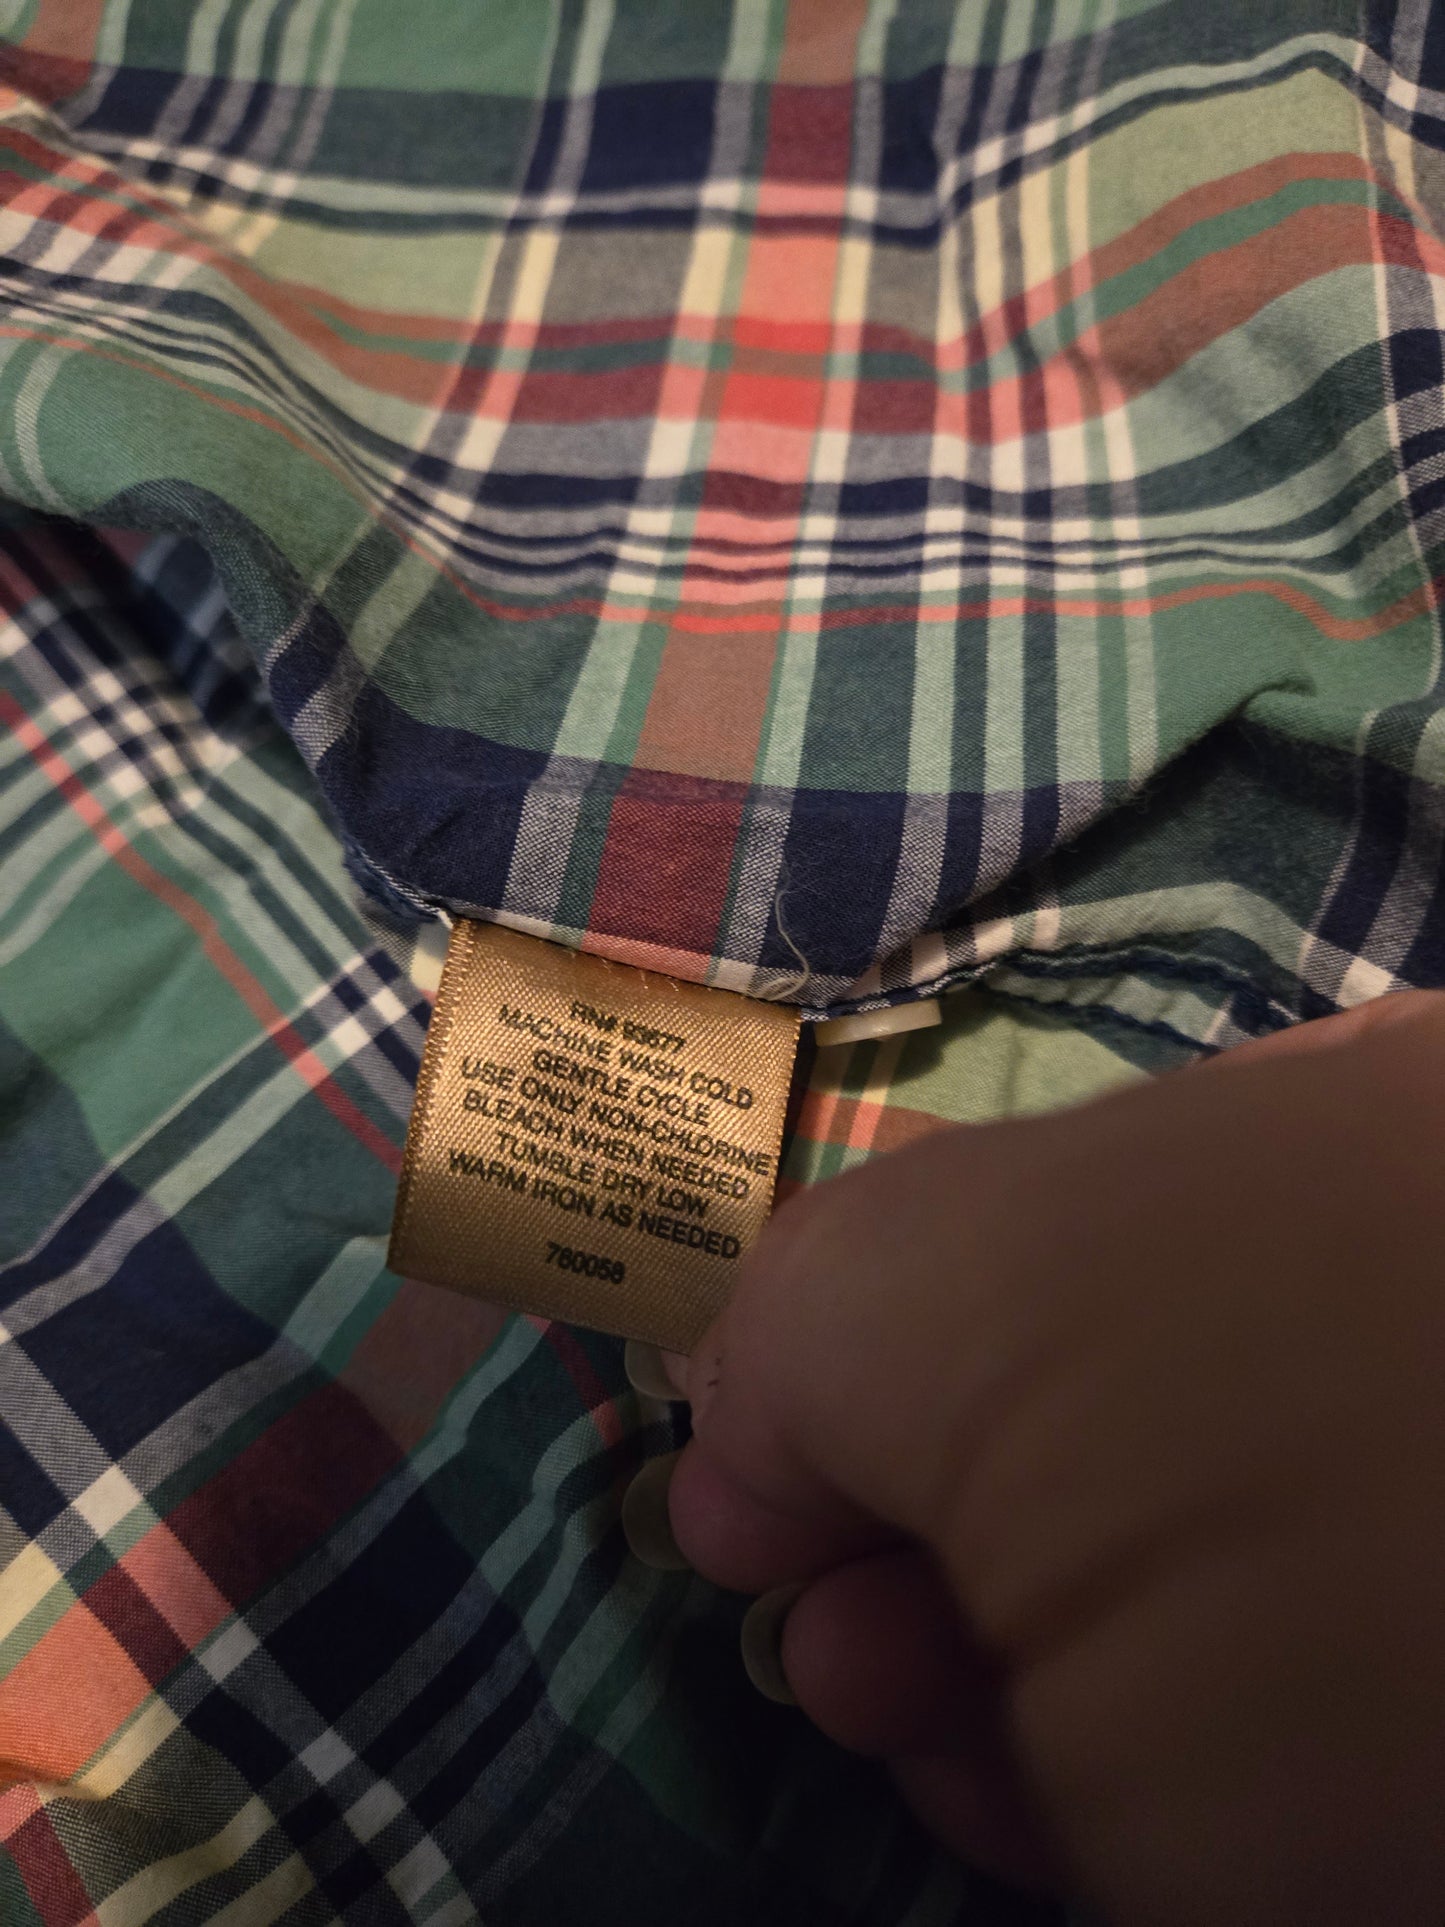 RN# 93677
MACHINE WASH COLD
GENTLE CYCLE
USE ONLY NON-CHLORINE
BLEACH WHEN NEEDED
TUMBLE DRY LOW
WARM IRON AS NEEDED
760058